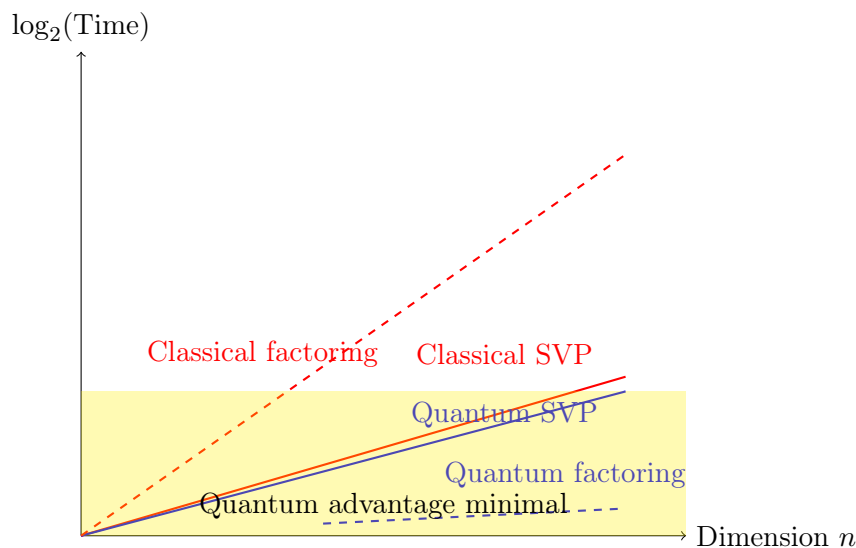 log₂(Time)
Classical factoring
Classical SVP
Quantum SVP
Quantum factoring
Quantum advantage minimal
Dimension n